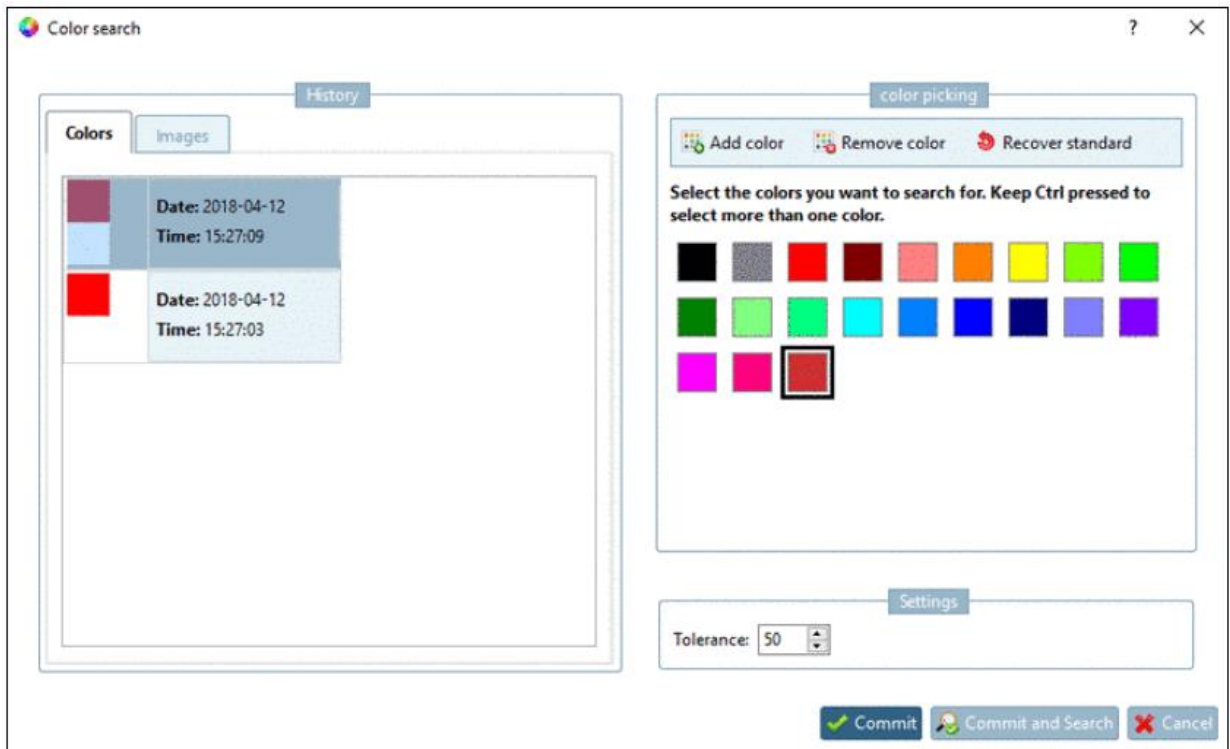 Color search
?
History
Colors
Images
Date: 2018-04-12
Time: 15:27:09
Date: 2018-04-12
Time: 15:27:03
color picking
Add color Remove color Recover standard
Select the colors you want to search for. Keep Ctrl pressed to
select more than one color.
Settings
Tolerance: 50
Commit Commit and Search Cancel